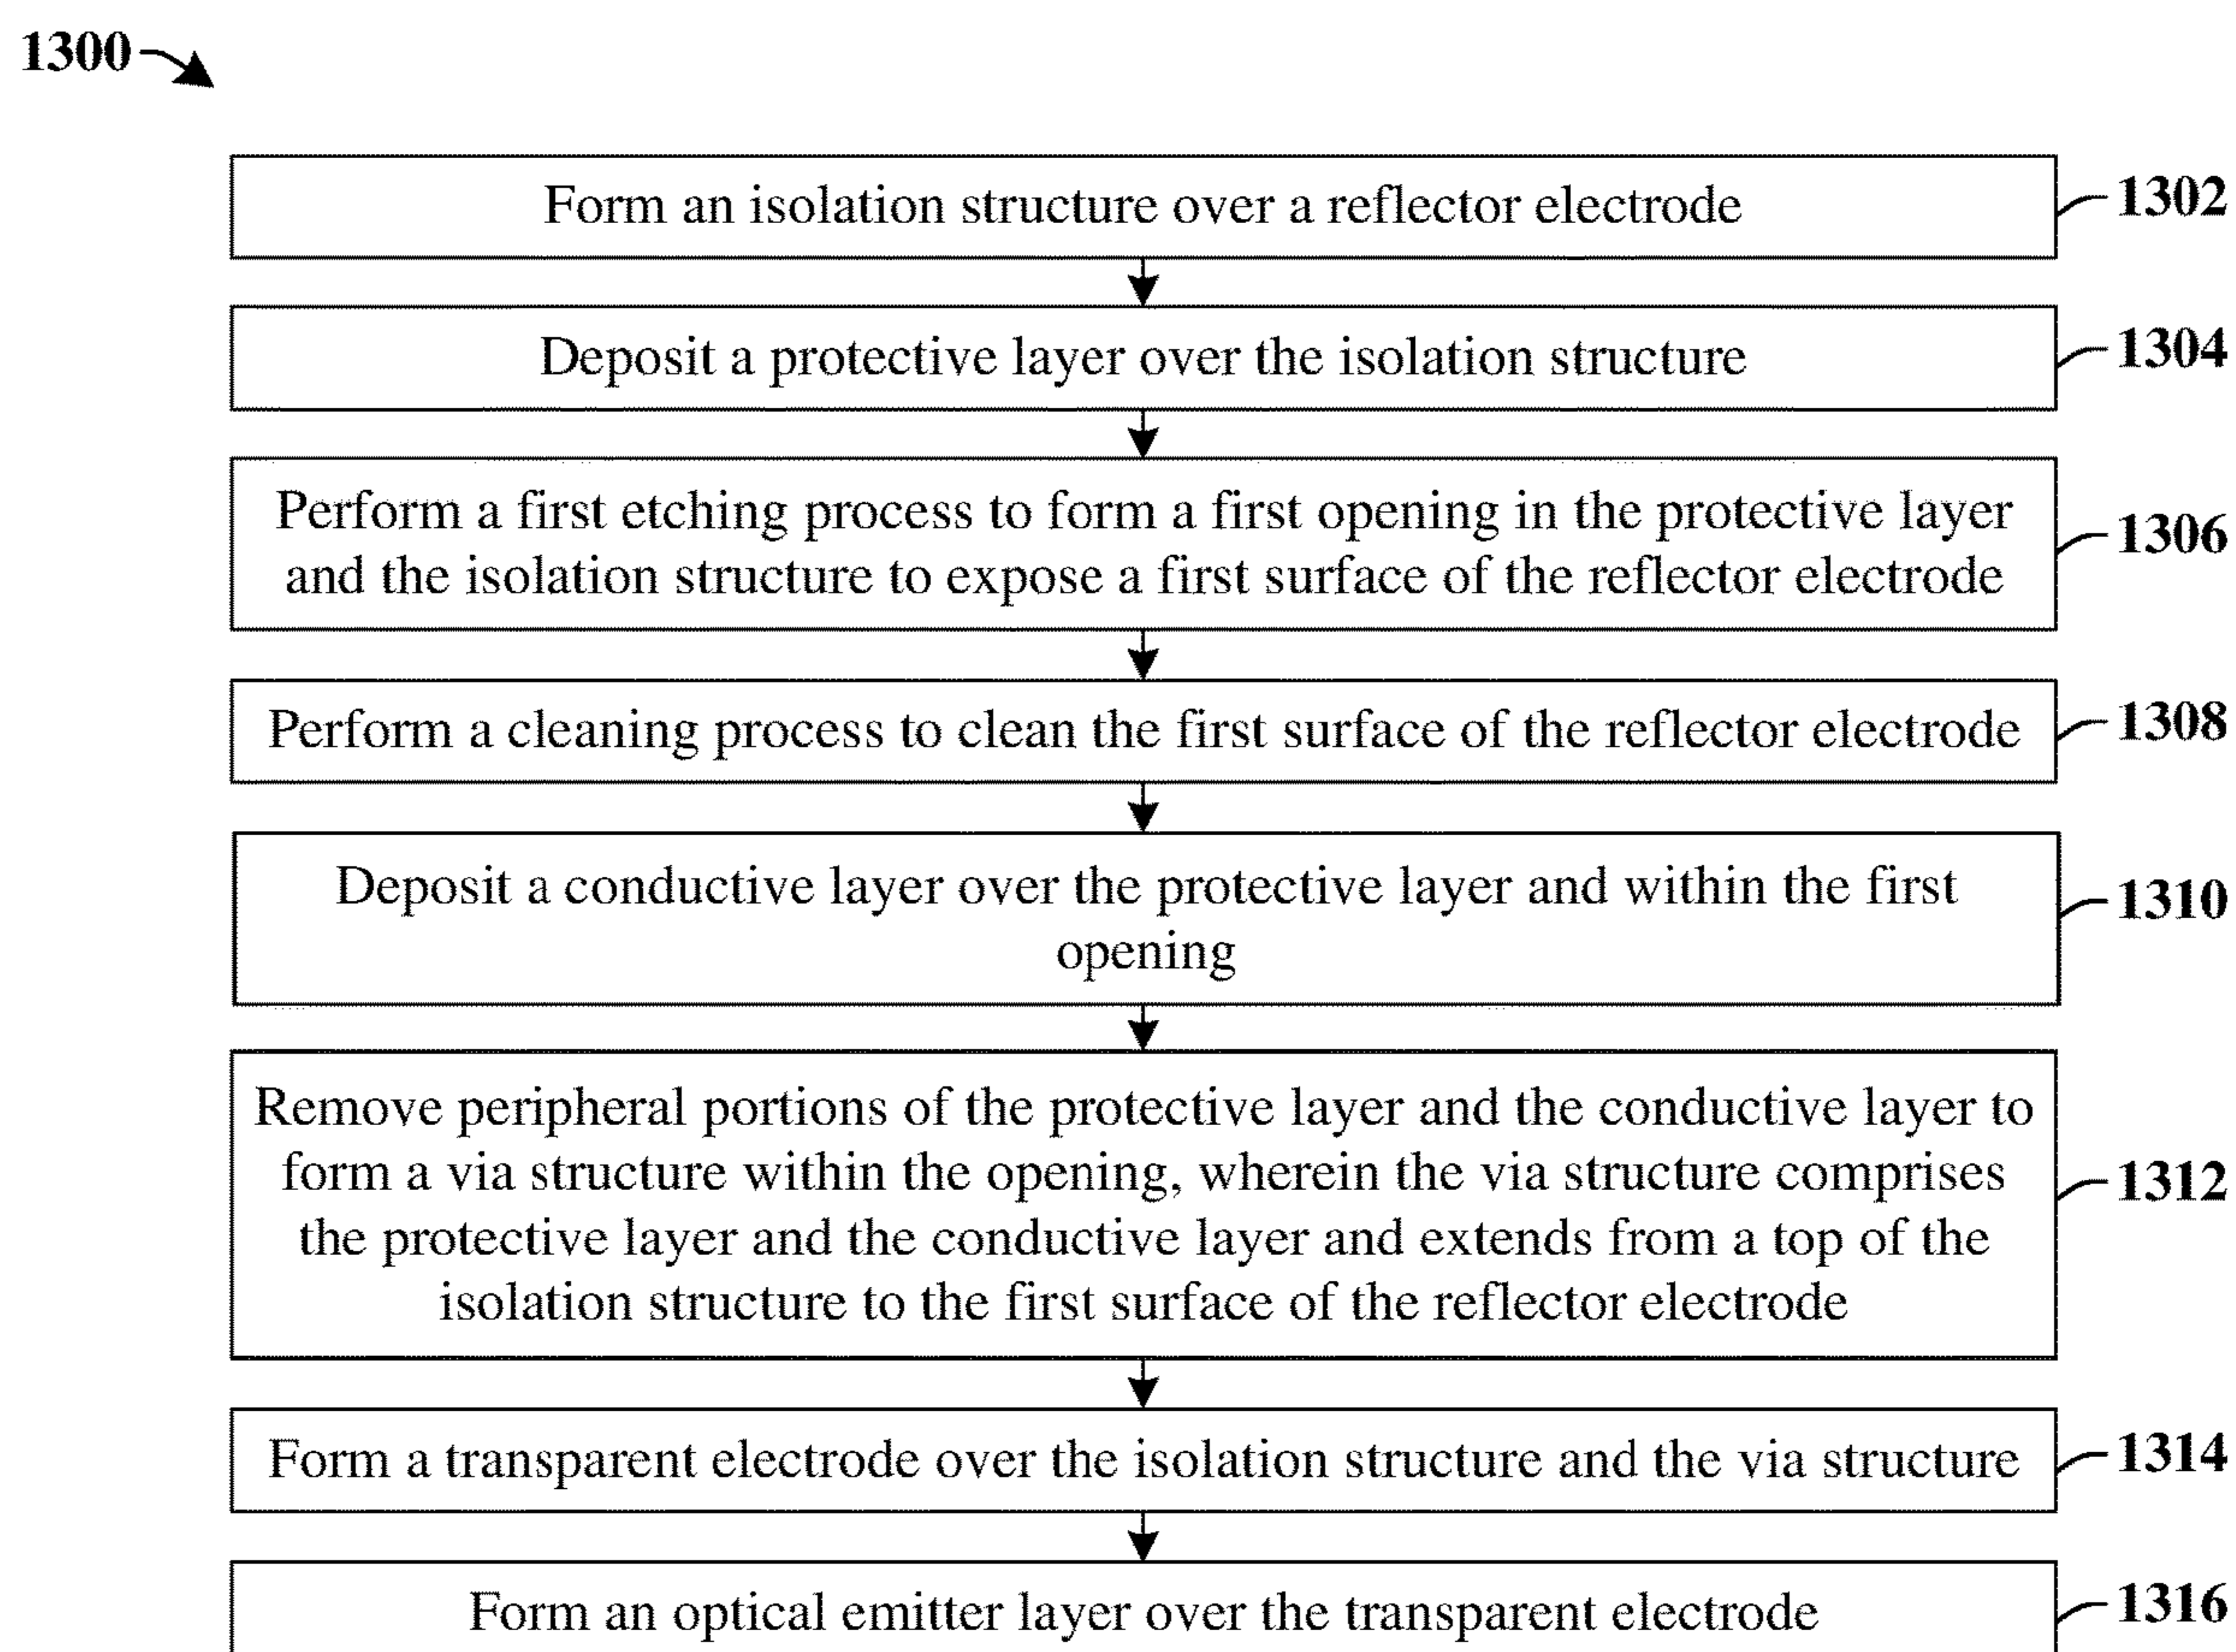 1300
Form an isolation structure over a reflector electrode
1302
Deposit a protective layer over the isolation structure
1304
Perform a first etching process to form a first opening in the protective layer
and the isolation structure to expose a first surface of the reflector electrode
1306
Perform a cleaning process to clean the first surface of the reflector electrode
1308
Deposit a conductive layer over the protective layer and within the first
opening
1310
Remove peripheral portions of the protective layer and the conductive layer to
form a via structure within the opening, wherein the via structure comprises
the protective layer and the conductive layer and extends from a top of the
isolation structure to the first surface of the reflector electrode
1312
Form a transparent electrode over the isolation structure and the via structure
1314
Form an optical emitter layer over the transparent electrode
1316